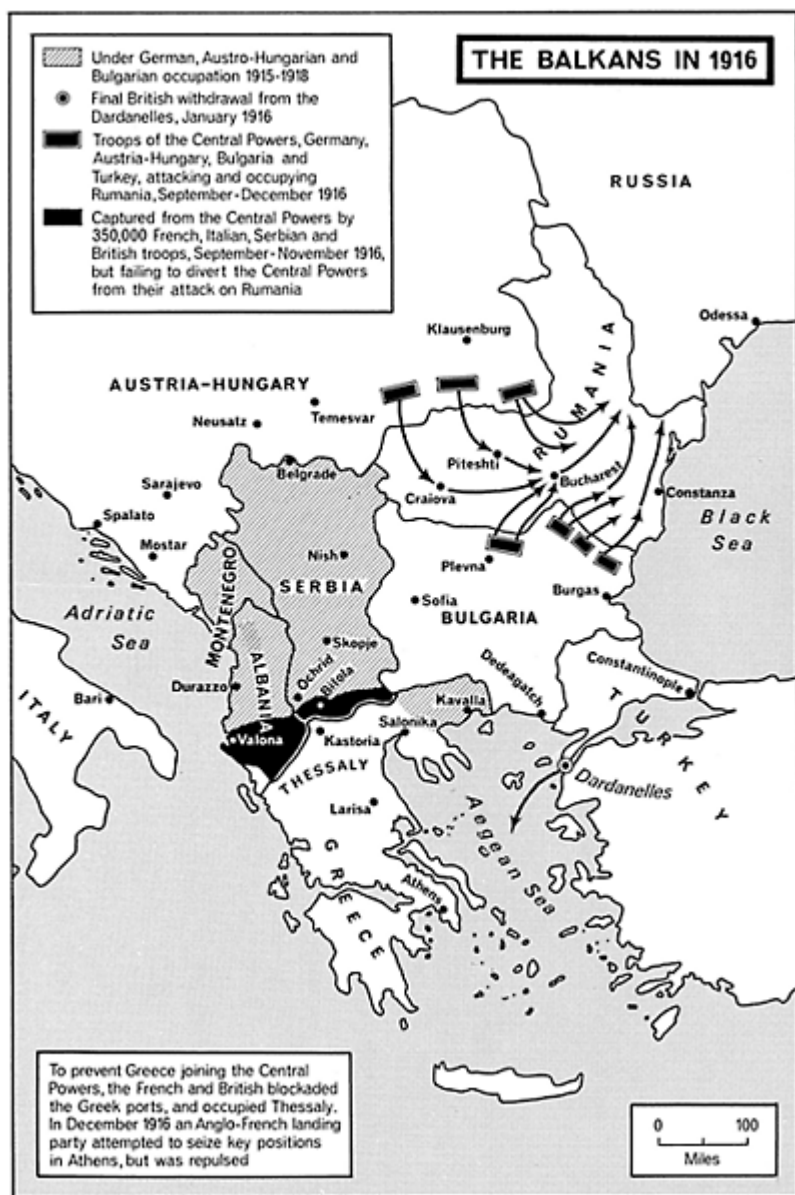 THE BALKANS IN 1916
Under German, Austro-Hungarian and
Bulgarian occupation 1915-1918
Final British withdrawal from the
Dardanelles, January 1916
Troops of the Central Powers, Germany,
Austria-Hungary, Bulgaria and
Turkey, attacking and occupying
Rumania, September-December 1916
Captured from the Central Powers by
350,000 French, Italian, Serbian and
British troops, September-November 1916,
but failing to divert the Central Powers
from their attack on Rumania
RUSSIA
Odessa
Klausenburg
RUMANIA
AUSTRIA-HUNGARY
Temesvar
Neusatz
Belgrade
Piteshti
Bucharest
Craiova
Constanza
Sarajevo
Spalato
Mostar
Black
Sea
Plevna
Nish
SERBIA
MONTENEGRO
Sofia
BULGARIA
Burgas
Adriatic
Sea
Skopje
ALBANIA
Ochrid
Bitola
Durazzo
Dedeagatch
Constantinople
ITALY
Bari
Kavalla
TURKEY
Valona
Salonika
Kastoria
THESSALY
Dardanelles
Larisa
Aegean Sea
GREECE
Athens
To prevent Greece joining the Central
Powers, the French and British blockaded
the Greek ports, and occupied Thessaly.
In December 1916 an Anglo-French landing
party attempted to seize key positions
in Athens, but was repulsed
0 100
Miles